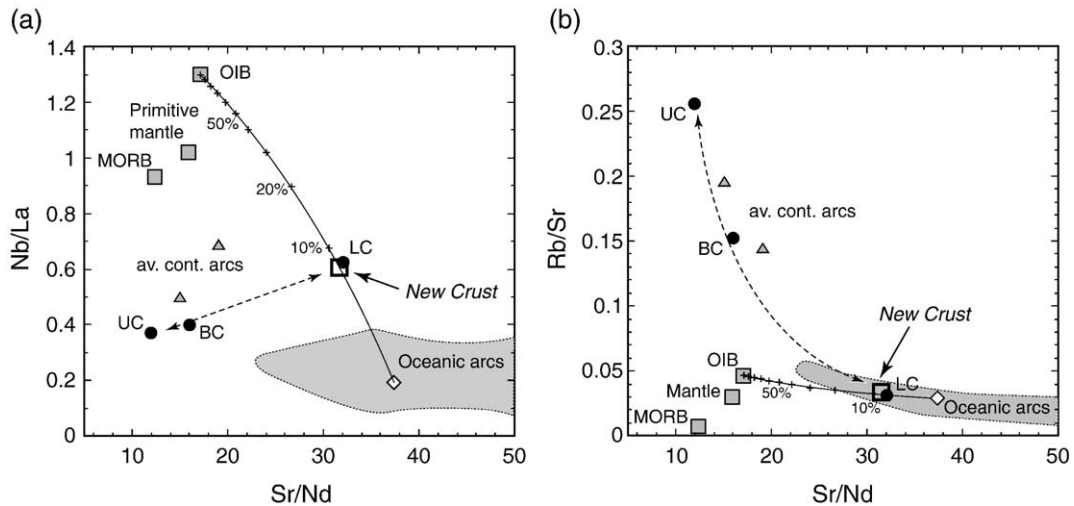 (a)
1.4
1.2
1
0.8
0.6
0.4
0.2
0
Nb/La
OIB
50%
Primitive
mantle
MORB
20%
10%
LC
av. cont. arcs
New Crust
UC
BC
Oceanic arcs
10
20
30
40
50
Sr/Nd
(b)
0.3
0.25
0.2
0.15
0.1
0.05
0
Rb/Sr
UC
av. cont. arcs
BC
New Crust
OIB
LC
Mantle
50%
10%
Oceanic arcs
MORB
10
20
30
40
50
Sr/Nd